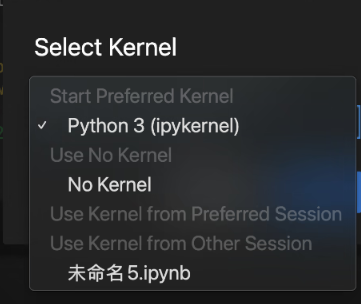 Select Kernel
Start Preferred Kernel
✓ Python 3 (ipykernel)
Use No Kernel
No Kernel
Use Kernel from Preferred Session
Use Kernel from Other Session
未命名5.ipynb